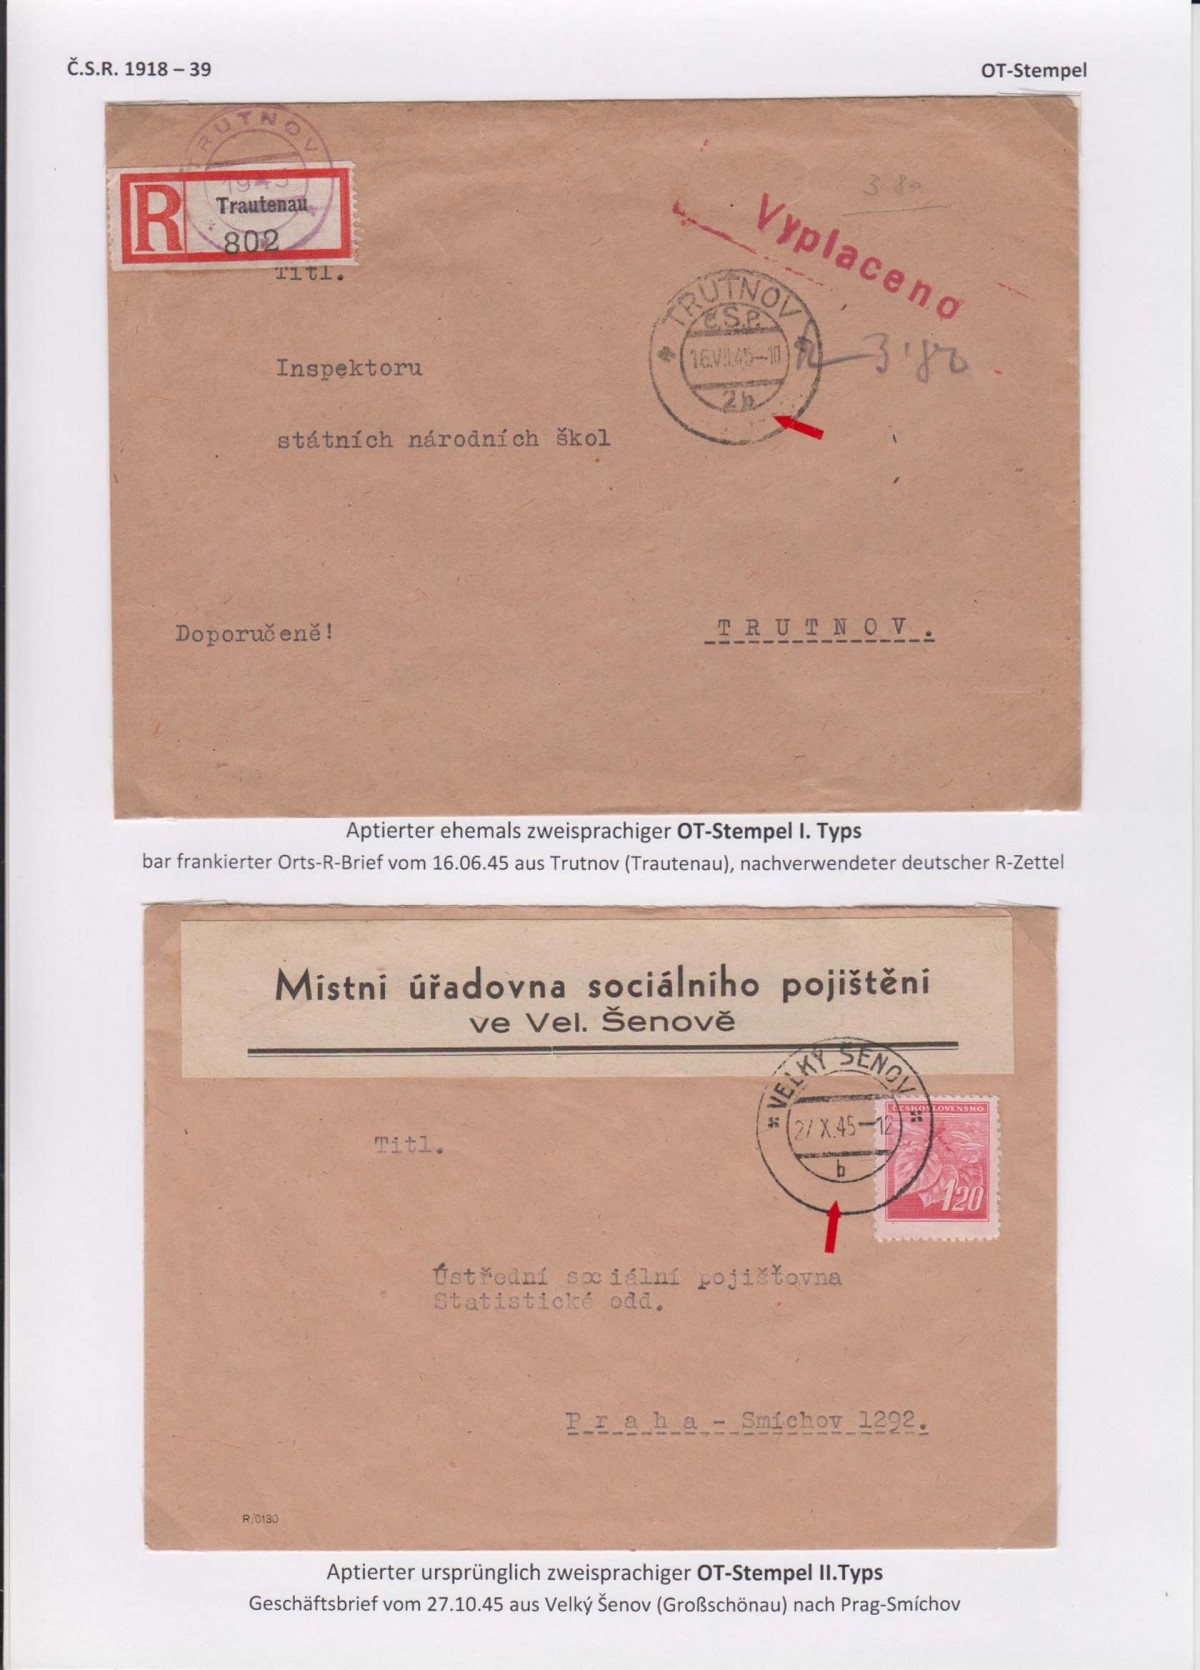 Č.S.R. 1918 – 39
OT-Stempel
TRUTNOV
1945
R
Trautenau
802
3 80
Vyplaceno
Titl.
TRUTNOV
Č.S.P.
16.VII.45-10
2b
3'80
Inspektoru
státních národních škol
Doporučeně!
TRUTNOV.
Aptierter ehemals zweisprachiger OT-Stempel I. Typs
bar frankierter Orts-R-Brief vom 16.06.45 aus Trutnov (Trautenau), nachverwendeter deutscher R-Zettel
Místní úřadovna sociálního pojištění
ve Vel. Šenově
VELKÝ ŠENOV
27.X.45-12
b
ČESKOSLOVENSKO
1.20
Titl.
Ústřední sociální pojišťovna
Statistické odd.
Praha - Smíchov 1292.
R/0130
Aptierter ursprünglich zweisprachiger OT-Stempel II.Typs
Geschäftsbrief vom 27.10.45 aus Velký Šenov (Großschönau) nach Prag-Smíchov